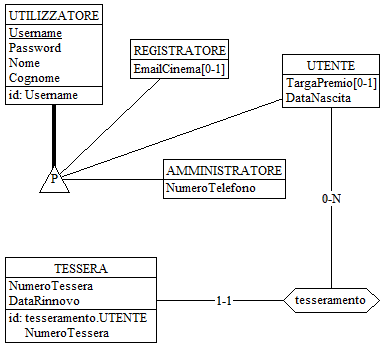 UTILIZZATORE
Username
Password
Nome
Cognome
id: Username
REGISTRATORE
EmailCinema[0-1]
UTENTE
TargaPremio[0-1]
DataNascita
P
AMMINISTRATORE
NumeroTelefono
0-N
TESSERA
NumeroTessera
DataRinnovo
id: tesseramento.UTENTE
NumeroTessera
1-1
tesseramento